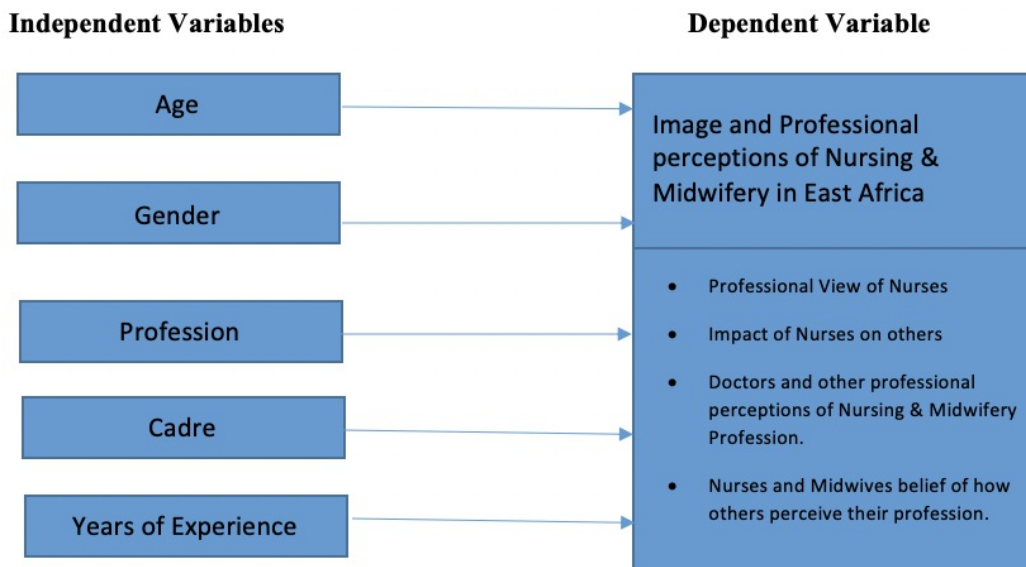 Independent Variables
Dependent Variable
Age
Gender
Profession
Cadre
Years of Experience
Image and Professional
perceptions of Nursing &
Midwifery in East Africa
• Professional View of Nurses
• Impact of Nurses on others
• Doctors and other professional
perceptions of Nursing & Midwifery
Profession.
• Nurses and Midwives belief of how
others perceive their profession.